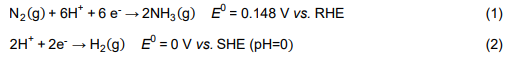 N₂(g) + 6H⁺ + 6 e⁻ → 2NH₃(g) E⁰ = 0.148 V vs. RHE (1)
2H⁺ + 2e⁻ → H₂(g) E⁰ = 0 V vs. SHE (pH=0) (2)